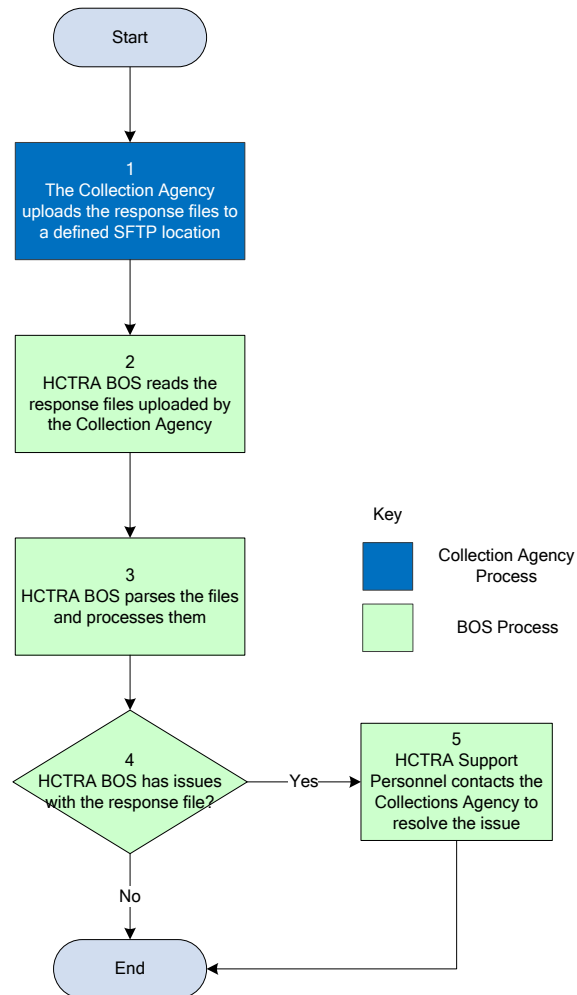 Start
1
The Collection Agency
uploads the response files to
a defined SFTP location
2
HCTRA BOS reads the
response files uploaded by
the Collection Agency
3
HCTRA BOS parses the files
and processes them
Key
Collection Agency
Process
BOS Process
4
HCTRA BOS has issues
with the response file?
Yes
5
HCTRA Support
Personnel contacts the
Collections Agency to
resolve the issue
No
End